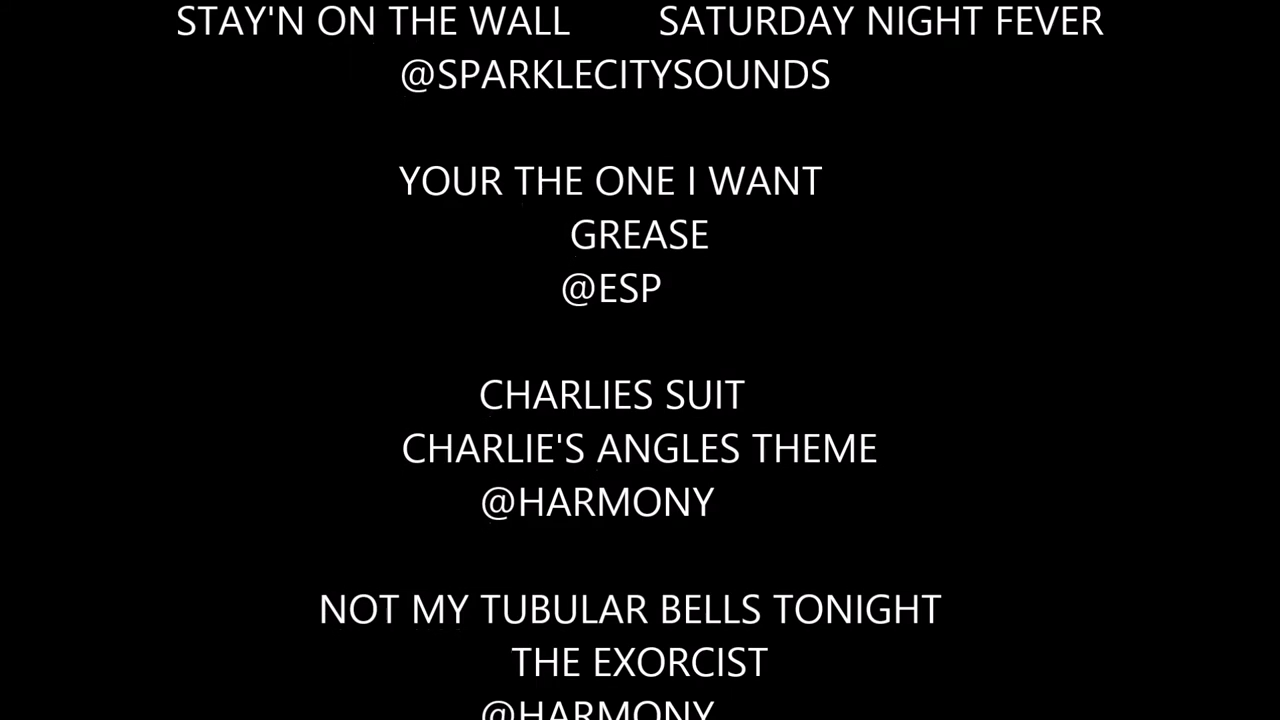 STAY'N ON THE WALL SATURDAY NIGHT FEVER
@SPARKLECITYSOUNDS
YOUR THE ONE I WANT
GREASE
@ESP
CHARLIES SUIT
CHARLIE'S ANGLES THEME
@HARMONY
NOT MY TUBULAR BELLS TONIGHT
THE EXORCIST
@HARMONY